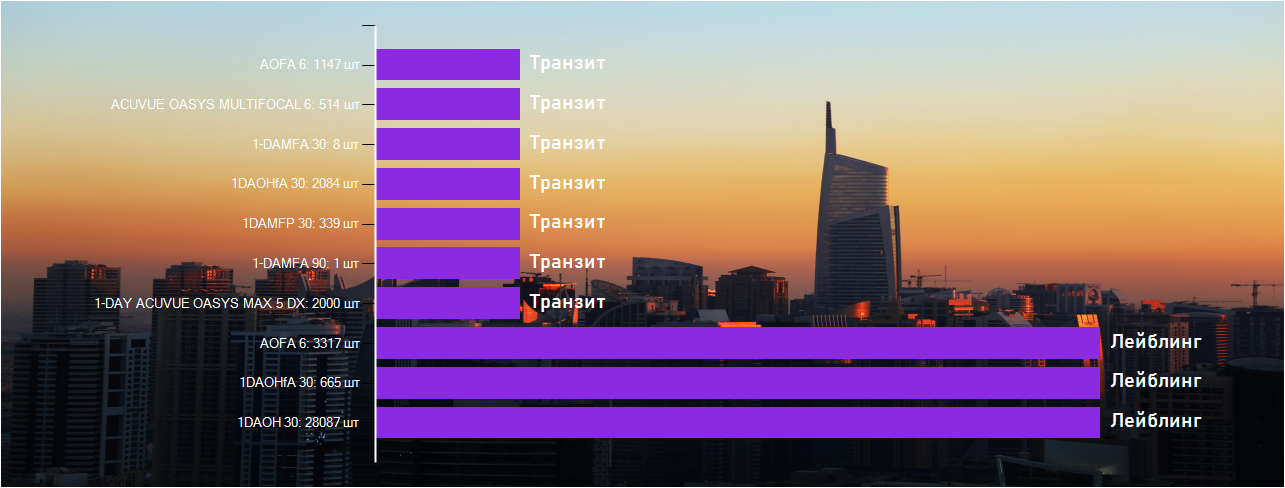 AOFA 6: 1147 шт Транзит
ACUVUE OASYS MULTIFOCAL 6: 514 шт Транзит
1-DAMFA 30: 8 шт Транзит
1DAOHfA 30: 2084 шт Транзит
1DAMFP 30: 339 шт Транзит
1-DAMFA 90: 1 шт Транзит
1-DAY ACUVUE OASYS MAX 5 DX: 2000 шт Транзит
AOFA 6: 3317 шт Лейблинг
1DAOHfA 30: 665 шт Лейблинг
1DAOH 30: 28087 шт Лейблинг